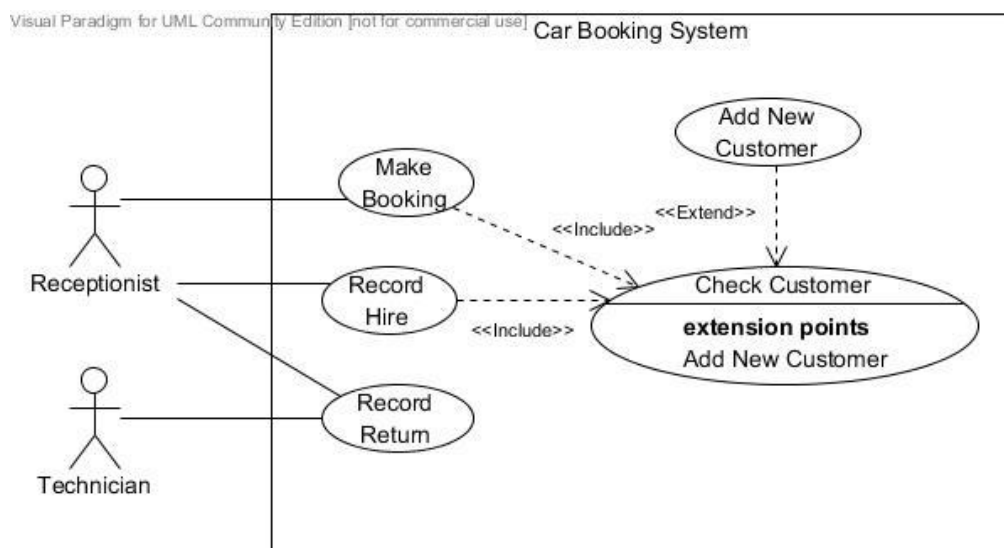 Visual Paradigm for UML Community Edition [not for commercial use]
Car Booking System
Add New
Customer
Make
Booking
<<Extend>>
<<Include>>
Receptionist
Record
Hire
Check Customer
<<Include>>
extension points
Add New Customer
Record
Return
Technician